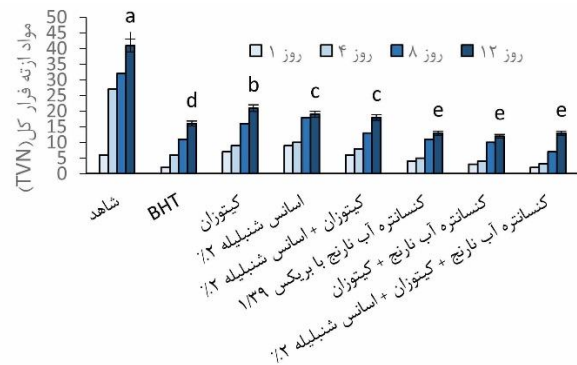 مواد ازته فرار کل(TVN)
50
45
40
35
30
25
20
15
10
5
0
روز ۱
روز ۴
روز ۸
روز ۱۲
a
d
b
c
c
e
e
e
شاهد
BHT
کیتوزان
اسانس شنبلیله ۲٪
کیتوزان + اسانس شنبلیله ۲٪
کنسانتره آب نارنج با بریکس ۱/۳۹
کنسانتره آب نارنج + کیتوزان
کنسانتره آب نارنج + کیتوزان + اسانس شنبلیله ۲٪